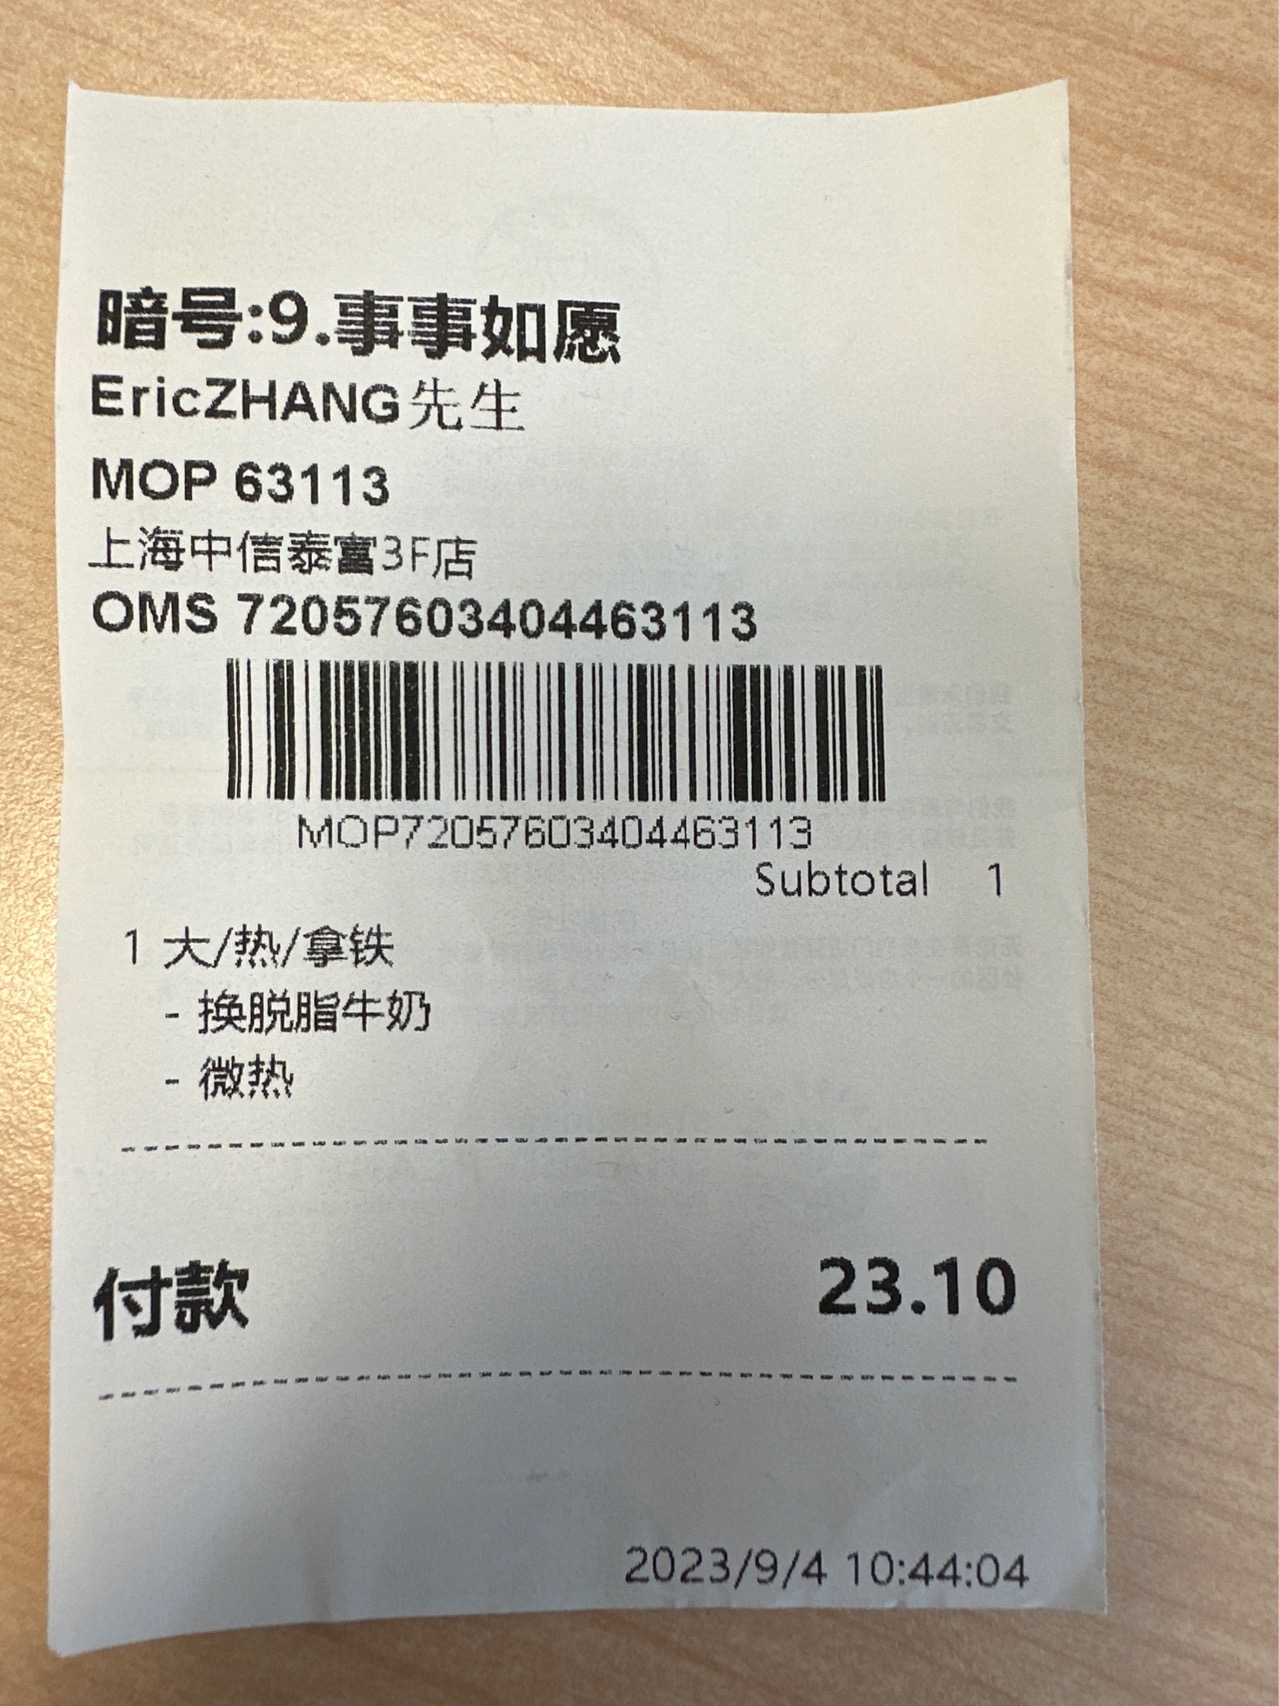 暗号:9.事事如愿
EricZHANG先生
MOP 63113
上海中信泰富3F店
OMS 72057603404463113
MOP72057603404463113
Subtotal 1
1 大/热/拿铁
- 换脱脂牛奶
- 微热
付款 23.10
2023/9/4 10:44:04